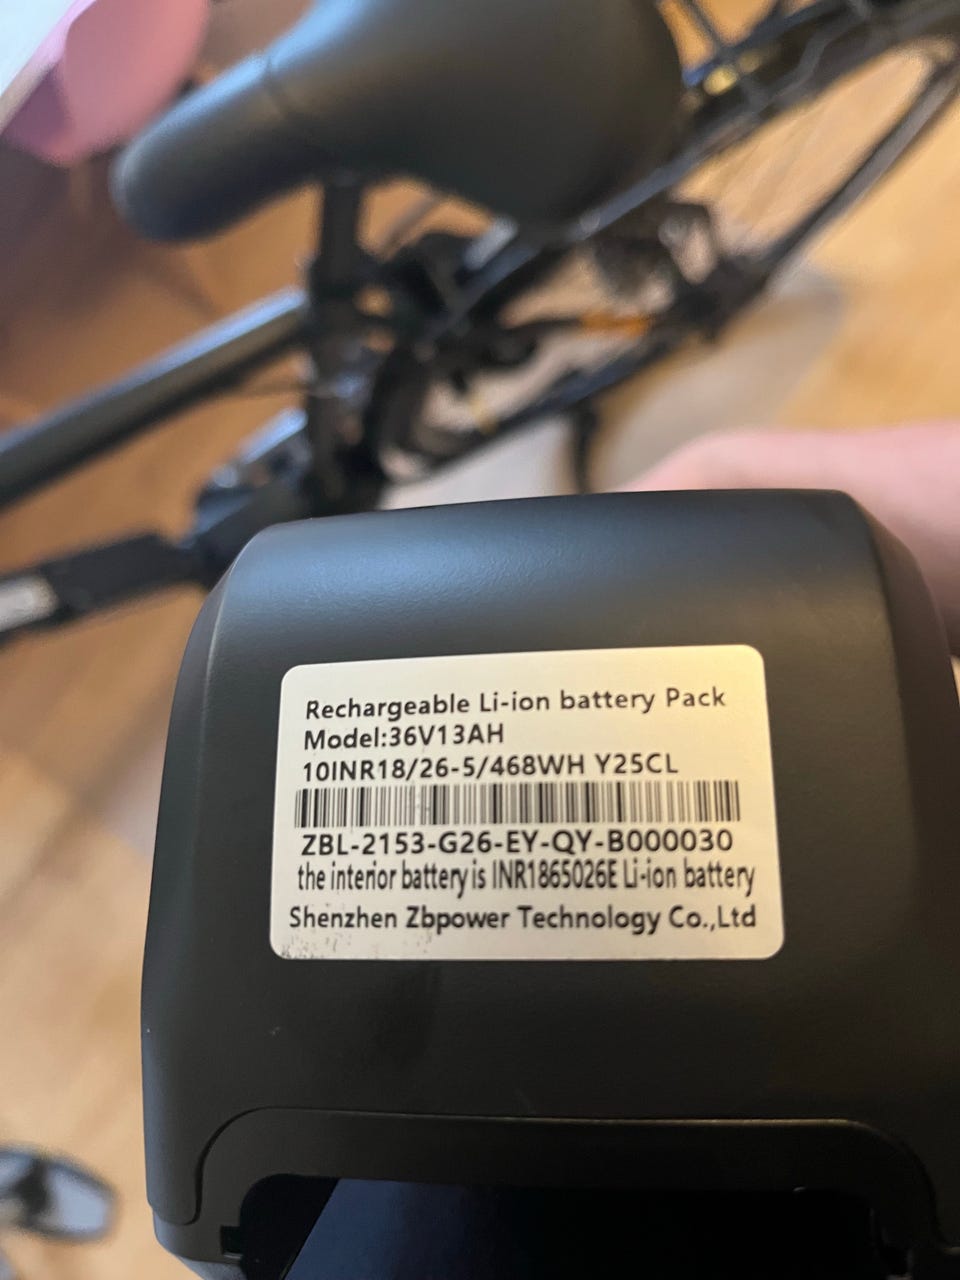 Rechargeable Li-ion battery Pack
Model:36V13AH
10INR18/26-5/468WH Y25CL
ZBL-2153-G26-EY-QY-B000030
the interior battery is INR1865026E Li-ion battery
Shenzhen Zbpower Technology Co.,Ltd